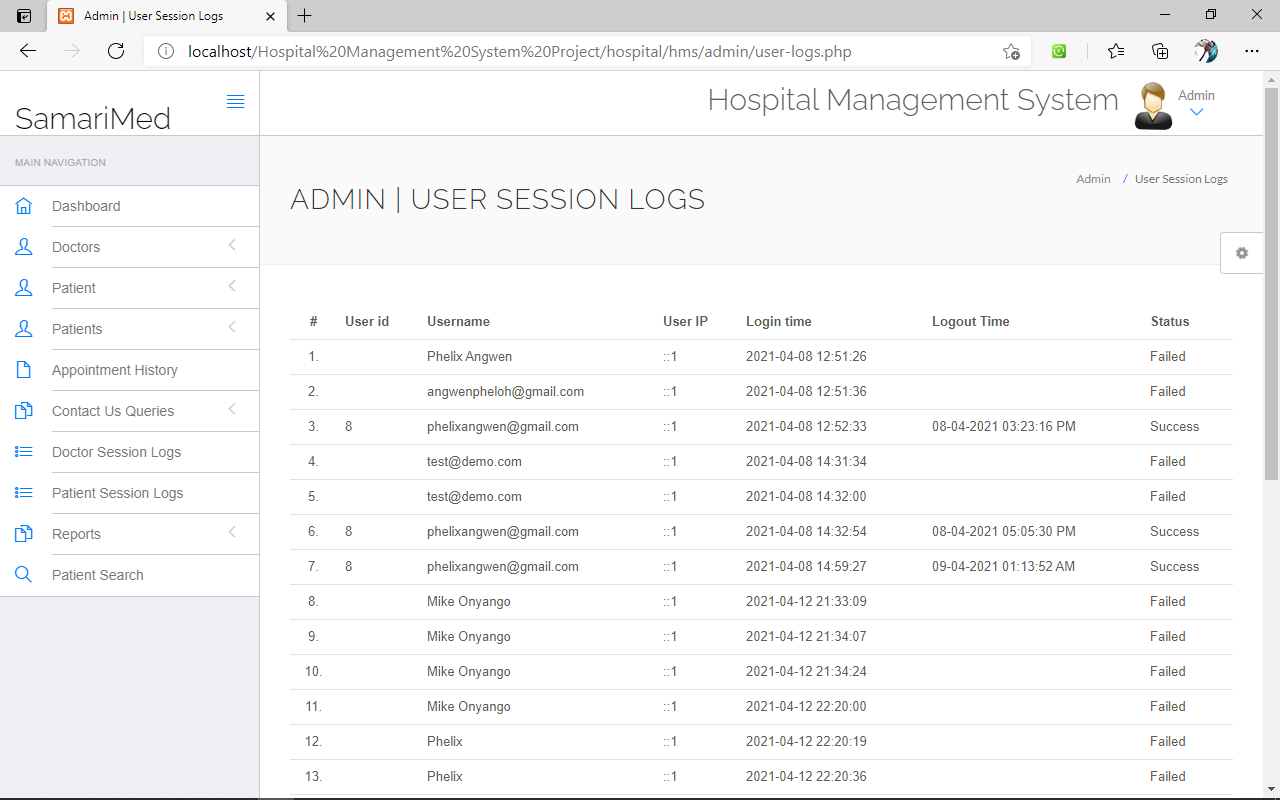 Admin | User Session Logs
localhost/Hospital%20Management%20System%20Project/hospital/hms/admin/user-logs.php
SamariMed
Hospital Management System
Admin
MAIN NAVIGATION
Dashboard
Doctors
Patient
Patients
Appointment History
Contact Us Queries
Doctor Session Logs
Patient Session Logs
Reports
Patient Search
ADMIN | USER SESSION LOGS
Admin / User Session Logs
# User id Username User IP Login time Logout Time Status
1. Phelix Angwen ::1 2021-04-08 12:51:26 Failed
2. angwenpheloh@gmail.com ::1 2021-04-08 12:51:36 Failed
3. 8 phelixangwen@gmail.com ::1 2021-04-08 12:52:33 08-04-2021 03:23:16 PM Success
4. test@demo.com ::1 2021-04-08 14:31:34 Failed
5. test@demo.com ::1 2021-04-08 14:32:00 Failed
6. 8 phelixangwen@gmail.com ::1 2021-04-08 14:32:54 08-04-2021 05:05:30 PM Success
7. 8 phelixangwen@gmail.com ::1 2021-04-08 14:59:27 09-04-2021 01:13:52 AM Success
8. Mike Onyango ::1 2021-04-12 21:33:09 Failed
9. Mike Onyango ::1 2021-04-12 21:34:07 Failed
10. Mike Onyango ::1 2021-04-12 21:34:24 Failed
11. Mike Onyango ::1 2021-04-12 22:20:00 Failed
12. Phelix ::1 2021-04-12 22:20:19 Failed
13. Phelix ::1 2021-04-12 22:20:36 Failed